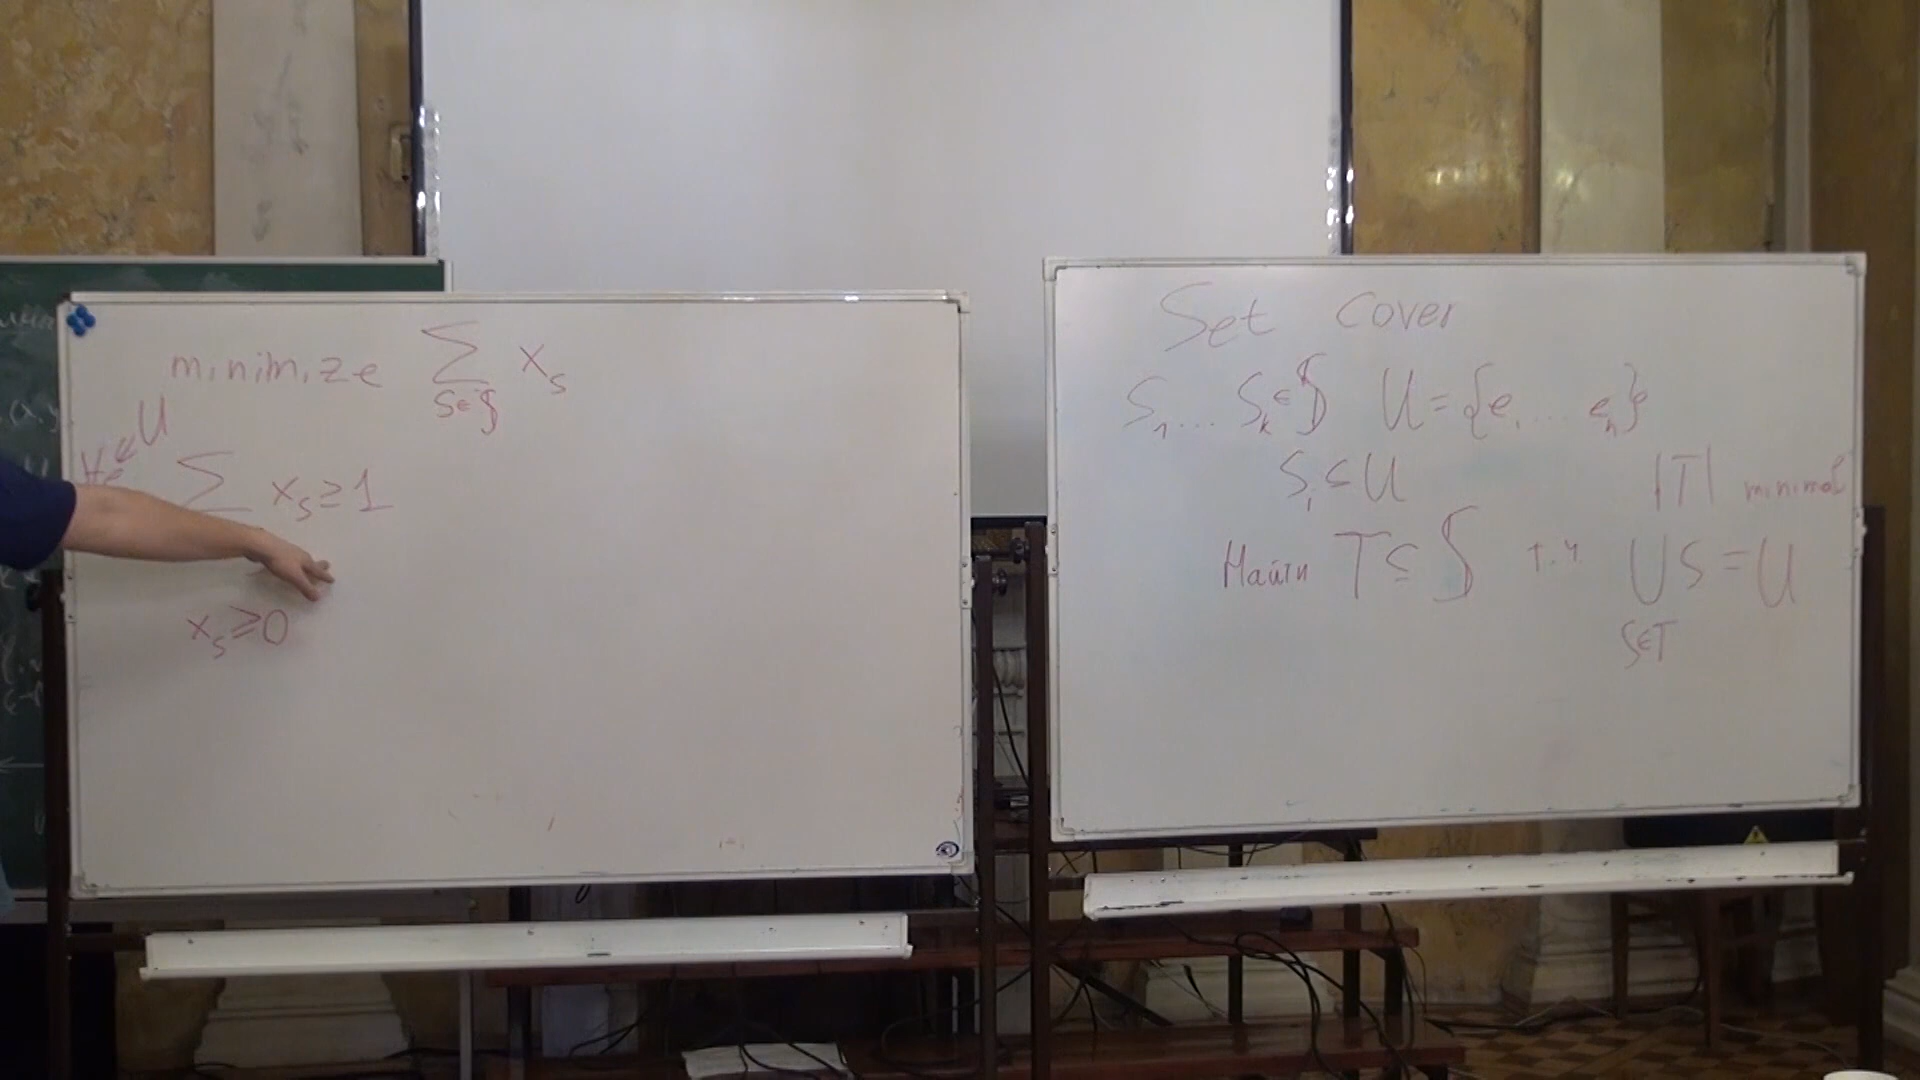 minimize ∑ x_s
S∈𝕊
∀e∈U
∑ x_s ≥ 1
x_s ≥ 0
Set cover
S_1 ... S_k ∈ 𝕊 U = {e_1 ... e_n}
S_i ⊆ U
|T| minimal
Найти T ⊆ 𝕊 т.ч ∪ S = U
S∈T